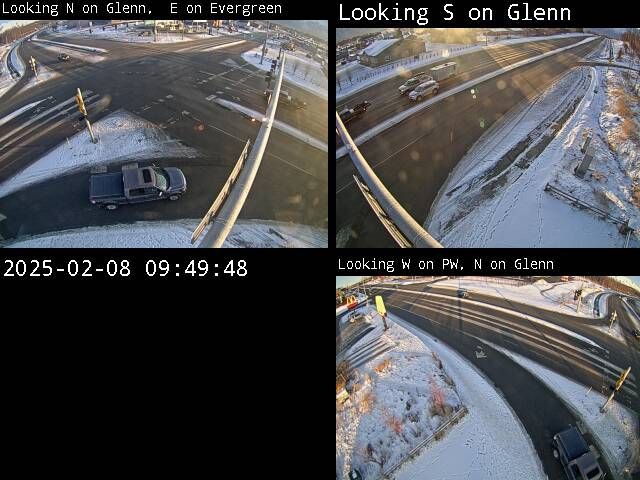 Looking N on Glenn,  E on Evergreen
Looking S on Glenn
2025-02-08 09:49:48
Looking W on PW, N on Glenn